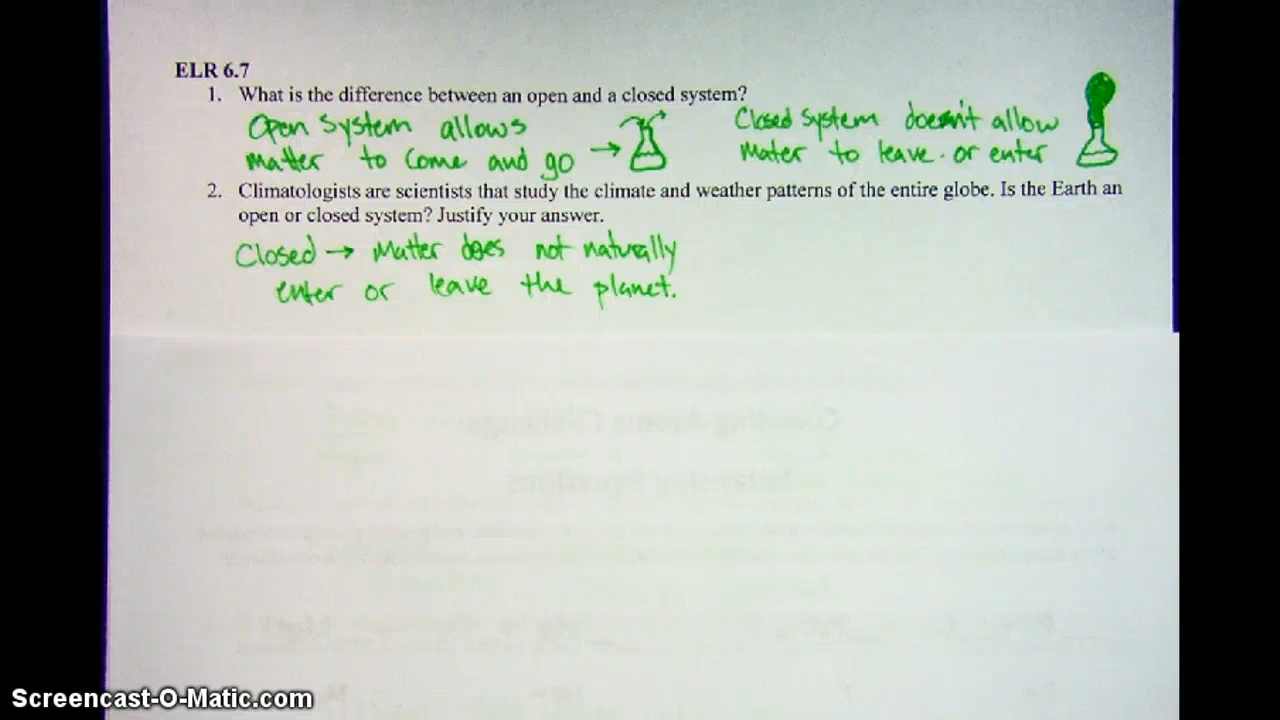 ELR 6.7
1. What is the difference between an open and a closed system?
Open System allows
matter to come and go →
Closed system doesn't allow
mater to leave or enter
2. Climatologists are scientists that study the climate and weather patterns of the entire globe. Is the Earth an
open or closed system? Justify your answer.
Closed → matter does not naturally
enter or leave the planet.
Screencast-O-Matic.com